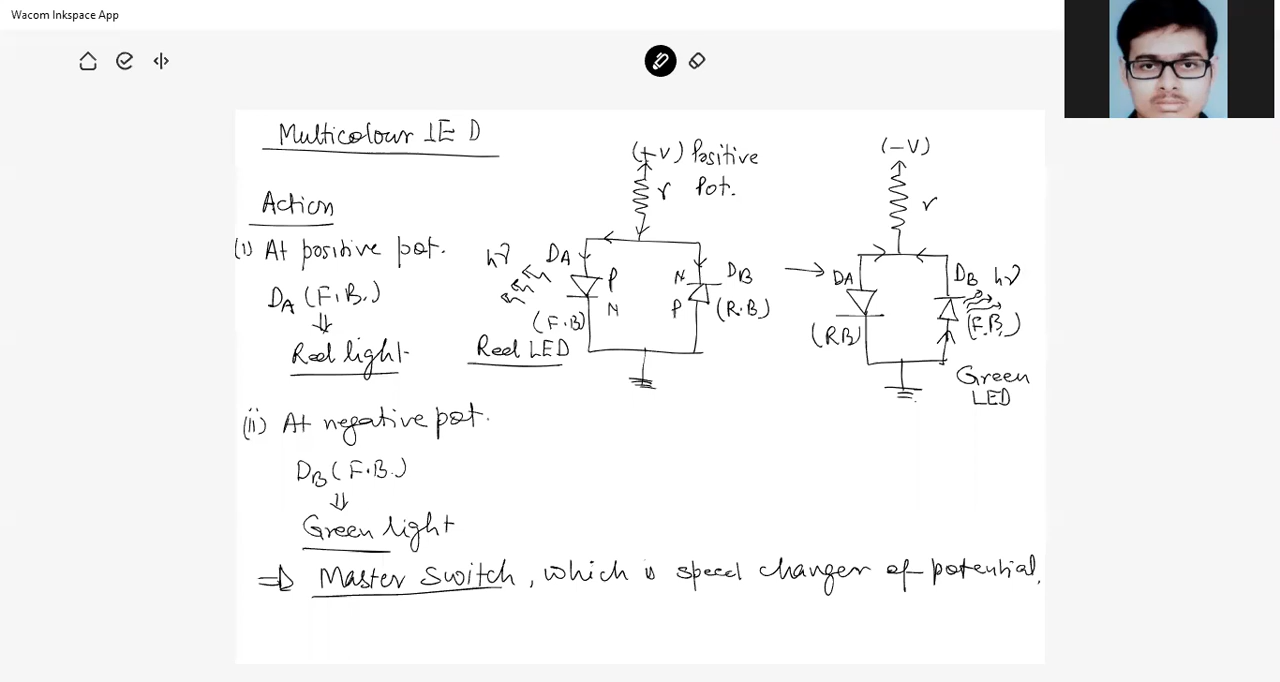 Wacom Inkspace App
Multicolour LED
(+V) Positive Pot.
r
(-V)
r
Action
(i) At positive pot.
DA (F.B.)
⇓
Red light
hν
DA
P
N
(F.B)
Red LED
N
P
DB
(R.B.)
DA
(RB)
DB hν
(F.B.)
Green
LED
(ii) At negative pot.
DB (F.B.)
⇓
Green light
⇒ Master Switch, which is speed changer of potential.